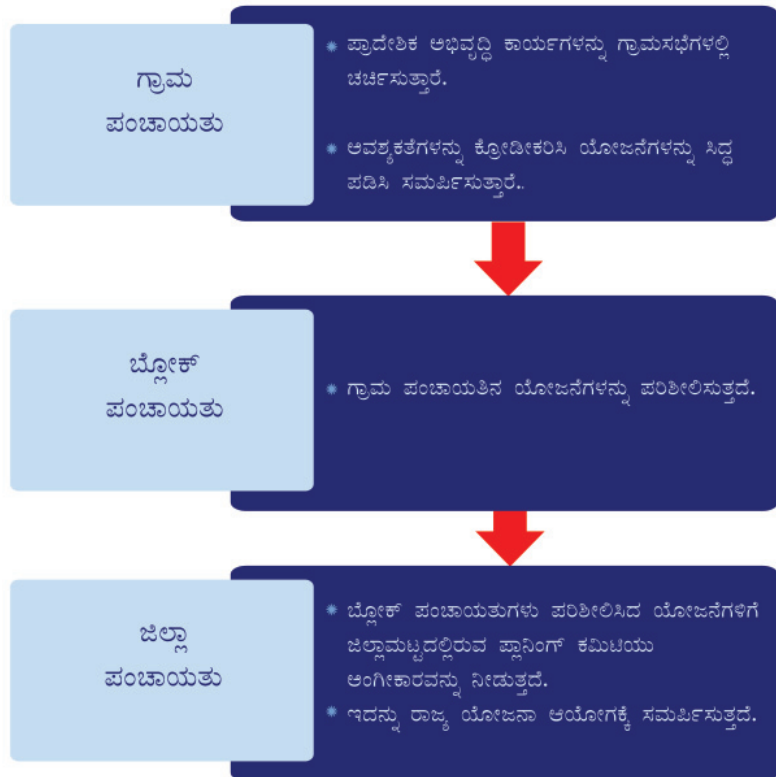 ಗ್ರಾಮ
ಪಂಚಾಯತು
* ಪ್ರಾದೇಶಿಕ ಅಭಿವೃದ್ಧಿ ಕಾರ್ಯಗಳನ್ನು ಗ್ರಾಮಸಭೆಗಳಲ್ಲಿ
ಚರ್ಚಿಸುತ್ತಾರೆ.
* ಅವಶ್ಯಕತೆಗಳನ್ನು ಕ್ರೋಡೀಕರಿಸಿ ಯೋಜನೆಗಳನ್ನು ಸಿದ್ಧ
ಪಡಿಸಿ ಸಮರ್ಪಿಸುತ್ತಾರೆ..
ಬ್ಲೋಕ್
ಪಂಚಾಯತು
* ಗ್ರಾಮ ಪಂಚಾಯತಿನ ಯೋಜನೆಗಳನ್ನು ಪರಿಶೀಲಿಸುತ್ತದೆ.
ಜಿಲ್ಲಾ
ಪಂಚಾಯತು
* ಬ್ಲೋಕ್ ಪಂಚಾಯತುಗಳು ಪರಿಶೀಲಿಸಿದ ಯೋಜನೆಗಳಿಗೆ
ಜಿಲ್ಲಾಮಟ್ಟದಲ್ಲಿರುವ ಪ್ಲಾನಿಂಗ್ ಕಮಿಟಿಯು
ಅಂಗೀಕಾರವನ್ನು ನೀಡುತ್ತದೆ.
* ಇದನ್ನು ರಾಜ್ಯ ಯೋಜನಾ ಆಯೋಗಕ್ಕೆ ಸಮರ್ಪಿಸುತ್ತದೆ.